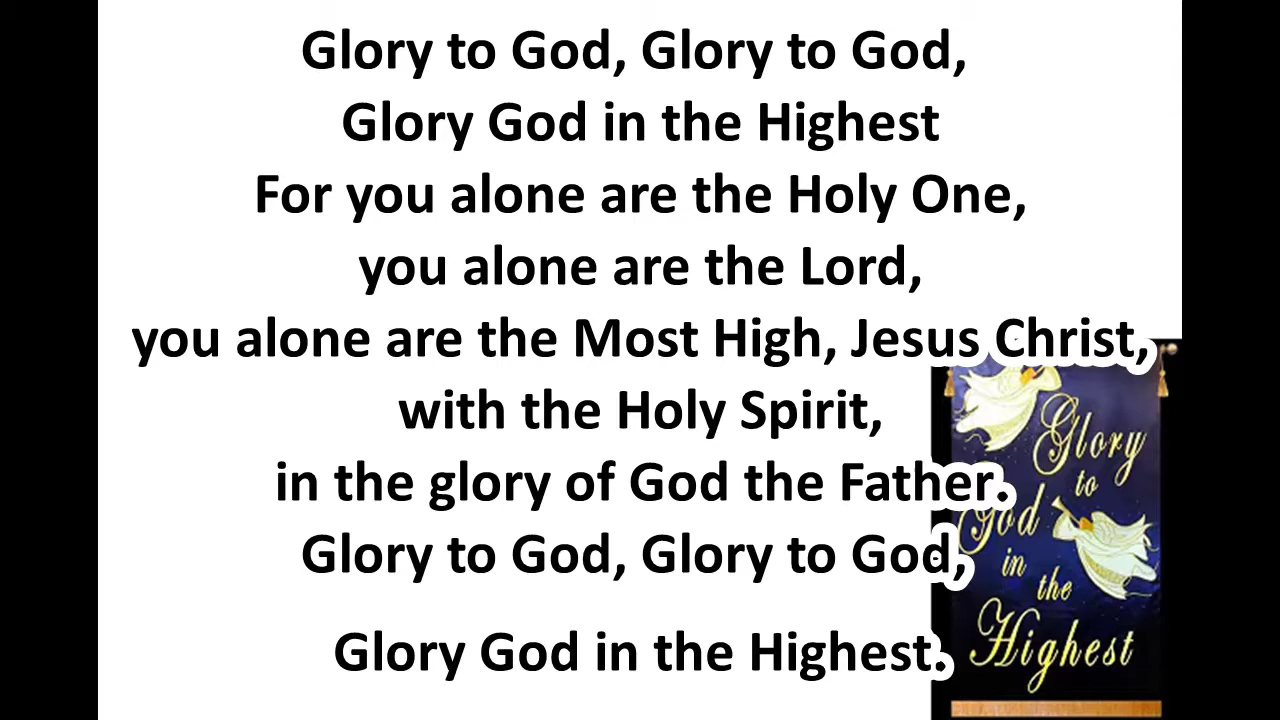 Glory to God, Glory to God,
Glory God in the Highest
For you alone are the Holy One,
you alone are the Lord,
you alone are the Most High, Jesus Christ,
with the Holy Spirit,
in the glory of God the Father.
Glory to God, Glory to God,
Glory God in the Highest.
Glory
to
God
in
the
Highest